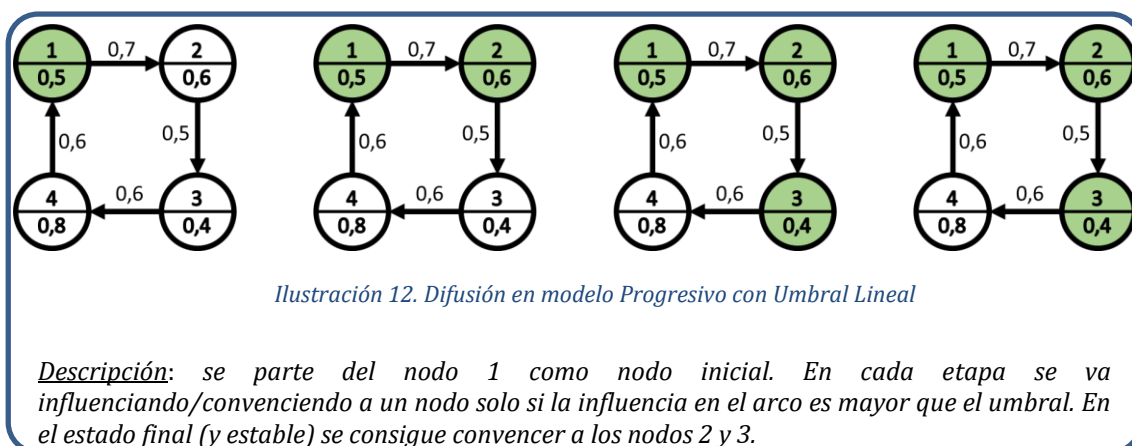 1 0,7 2 1 0,7 2 1 0,7 2 1 0,7 2
0,5 0,6 0,5 0,6 0,5 0,6 0,5 0,6
0,6 0,5 0,6 0,5 0,6 0,5 0,6 0,5
4 0,6 3 4 0,6 3 4 0,6 3 4 0,6 3
0,8 0,4 0,8 0,4 0,8 0,4 0,8 0,4
Ilustración 12. Difusión en modelo Progresivo con Umbral Lineal
Descripción: se parte del nodo 1 como nodo inicial. En cada etapa se va
influenciando/convenciendo a un nodo solo si la influencia en el arco es mayor que el umbral. En
el estado final (y estable) se consigue convencer a los nodos 2 y 3.